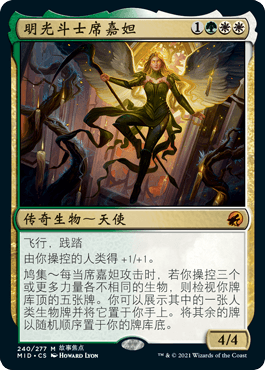 明光斗士席嘉妲 1
传奇生物~天使
飞行,践踏
由你操控的人类得+1/+1。
鸠集~每当席嘉妲攻击时,若你操控三个
或更多力量各不相同的生物,则检视你牌
库顶的五张牌。你可以展示其中的一张人
类生物牌并将它置于你手上。将其余的牌
以随机顺序置于你的牌库底。
4/4
240/277 M 故事焦点
MID • CS Howard Lyon ™ & © 2021 Wizards of the Coast